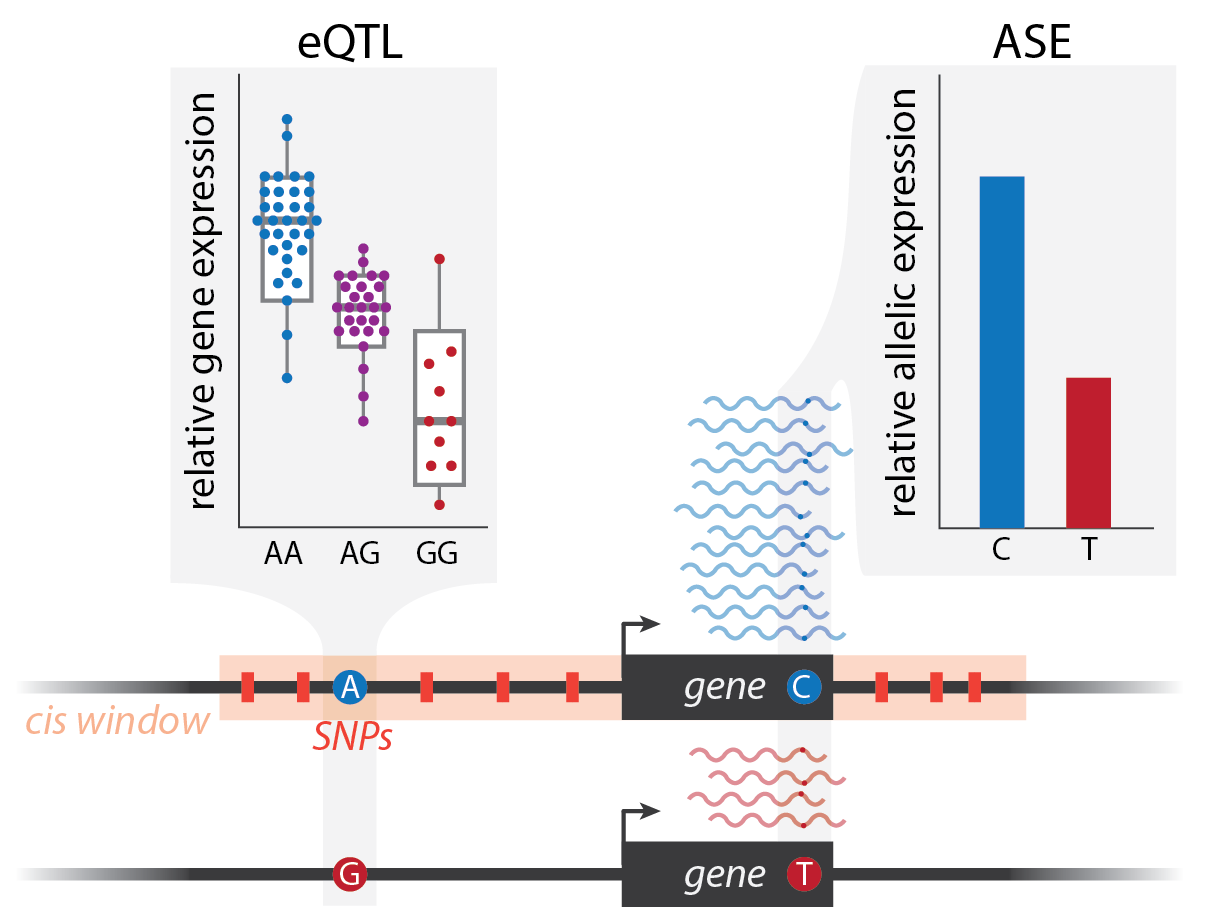 eQTL
relative gene expression
AA AG GG
ASE
relative allelic expression
C T
A
gene C
cis window
SNPs
G
gene T